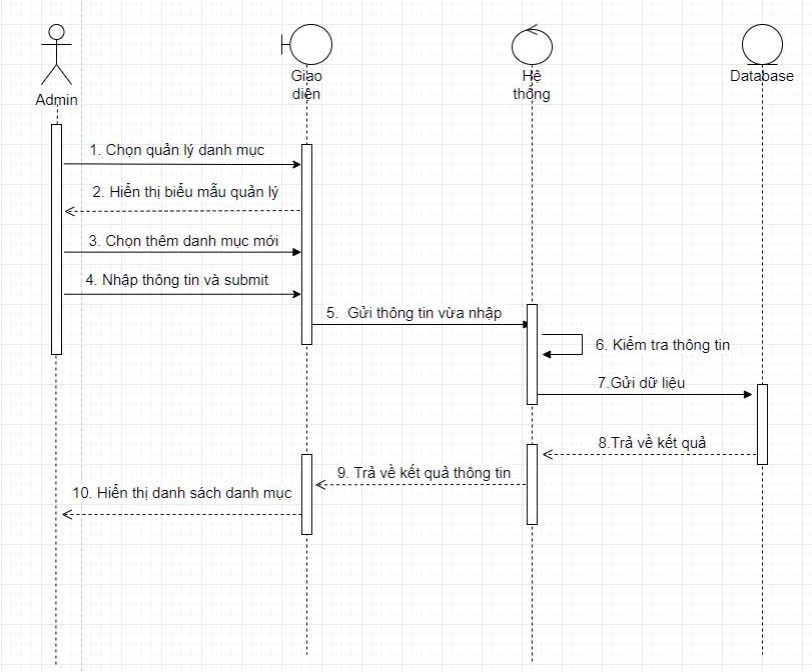 Admin
Giao
diện
Hệ
thống
Database
1. Chọn quản lý danh mục
2. Hiển thị biểu mẫu quản lý
3. Chọn thêm danh mục mới
4. Nhập thông tin và submit
5. Gửi thông tin vừa nhập
6. Kiểm tra thông tin
7.Gửi dữ liệu
8.Trả về kết quả
9. Trả về kết quả thông tin
10. Hiển thị danh sách danh mục